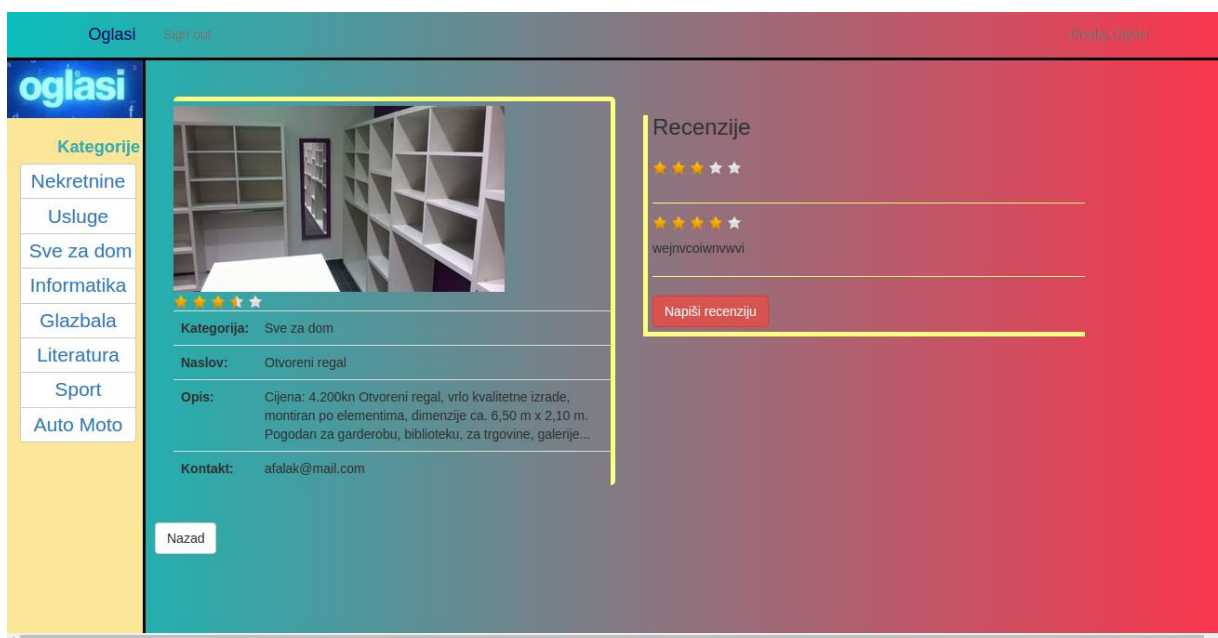 Oglasi Sign out Predaj Oglas
oglasi
Kategorije
Nekretnine
Usluge
Sve za dom
Informatika
Glazbala
Literatura
Sport
Auto Moto
Kategorija: Sve za dom
Naslov: Otvoreni regal
Opis: Cijena: 4.200kn Otvoreni regal, vrlo kvalitetne izrade,
montiran po elementima, dimenzije ca. 6,50 m x 2,10 m.
Pogodan za garderobu, biblioteku, za trgovine, galerije...
Kontakt: afalak@mail.com
Nazad
Recenzije
wejnvcoiwnvwvi
Napiši recenziju